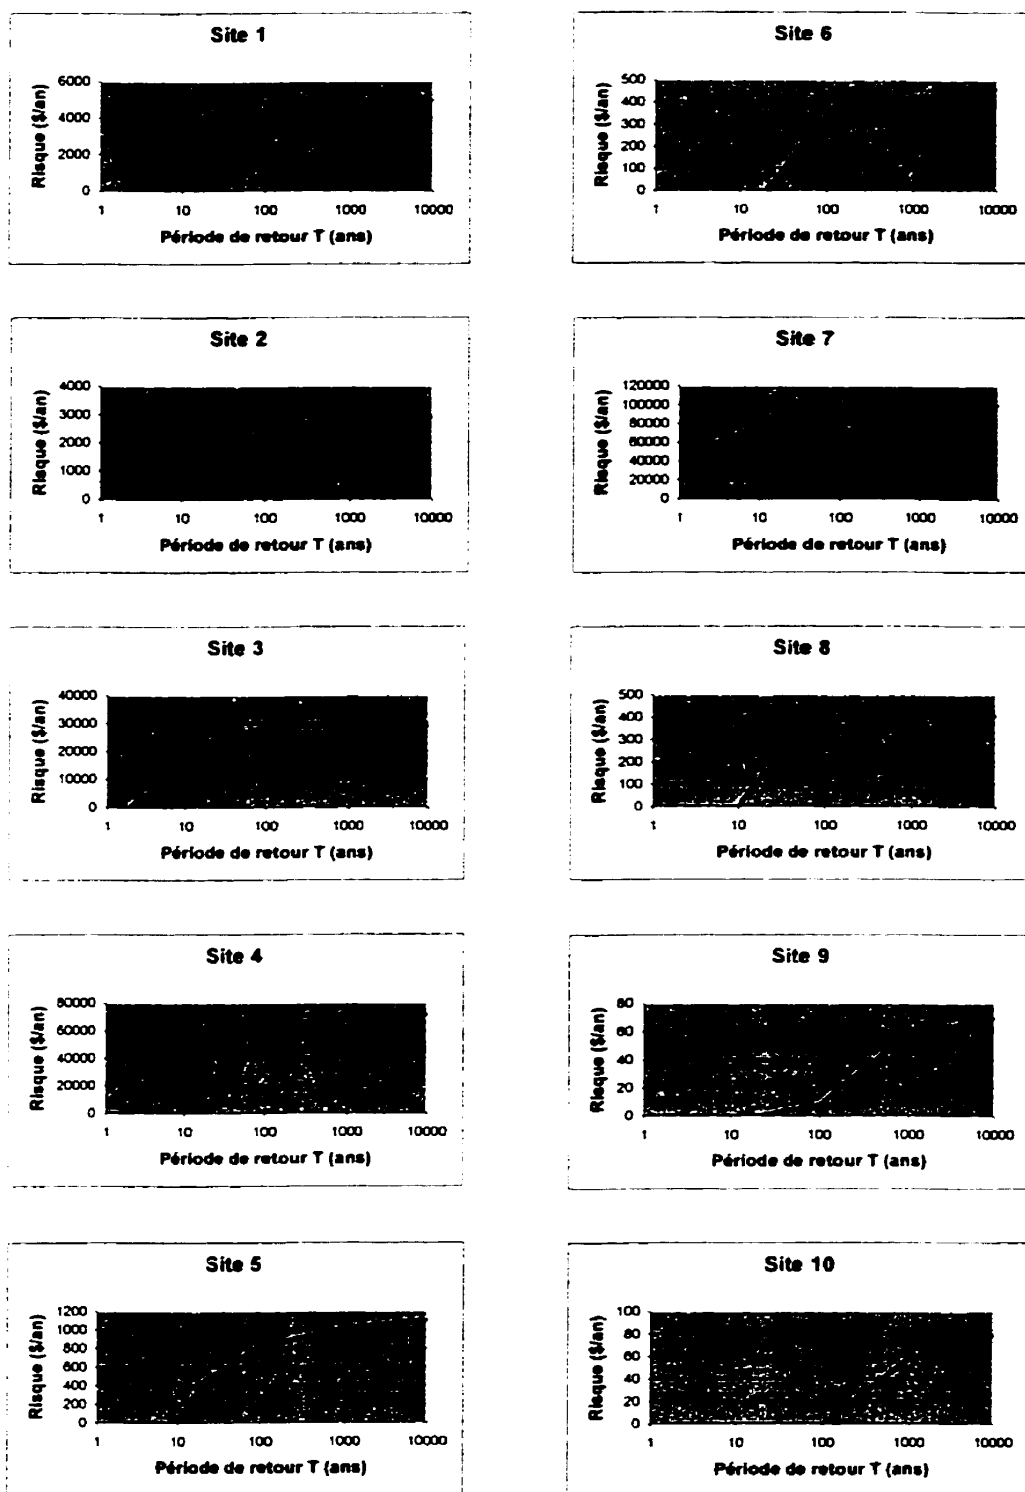 Site 1
Risque ($/an)
6000
4000
2000
0
1 10 100 1000 10000
Période de retour T (ans)
Site 2
Risque ($/an)
4000
3000
2000
1000
0
1 10 100 1000 10000
Période de retour T (ans)
Site 3
Risque ($/an)
40000
30000
20000
10000
0
1 10 100 1000 10000
Période de retour T (ans)
Site 4
Risque ($/an)
80000
60000
40000
20000
0
1 10 100 1000 10000
Période de retour T (ans)
Site 5
Risque ($/an)
1200
1000
800
600
400
200
0
1 10 100 1000 10000
Période de retour T (ans)
Site 6
Risque ($/an)
500
400
300
200
100
0
1 10 100 1000 10000
Période de retour T (ans)
Site 7
Risque ($/an)
120000
100000
80000
60000
40000
20000
0
1 10 100 1000 10000
Période de retour T (ans)
Site 8
Risque ($/an)
500
400
300
200
100
0
1 10 100 1000 10000
Période de retour T (ans)
Site 9
Risque ($/an)
80
60
40
20
0
1 10 100 1000 10000
Période de retour T (ans)
Site 10
Risque ($/an)
100
80
60
40
20
0
1 10 100 1000 10000
Période de retour T (ans)